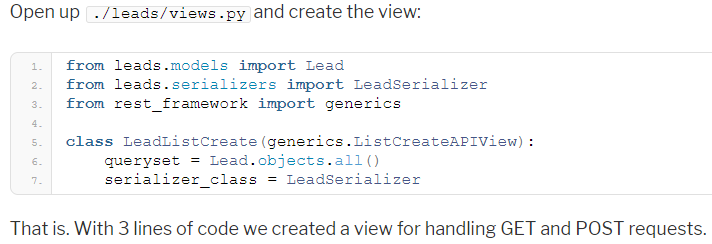 Open up ./leads/views.py and create the view:
1. from leads.models import Lead
2. from leads.serializers import LeadSerializer
3. from rest_framework import generics
4.
5. class LeadListCreate(generics.ListCreateAPIView):
6.     queryset = Lead.objects.all()
7.     serializer_class = LeadSerializer
That is. With 3 lines of code we created a view for handling GET and POST requests.